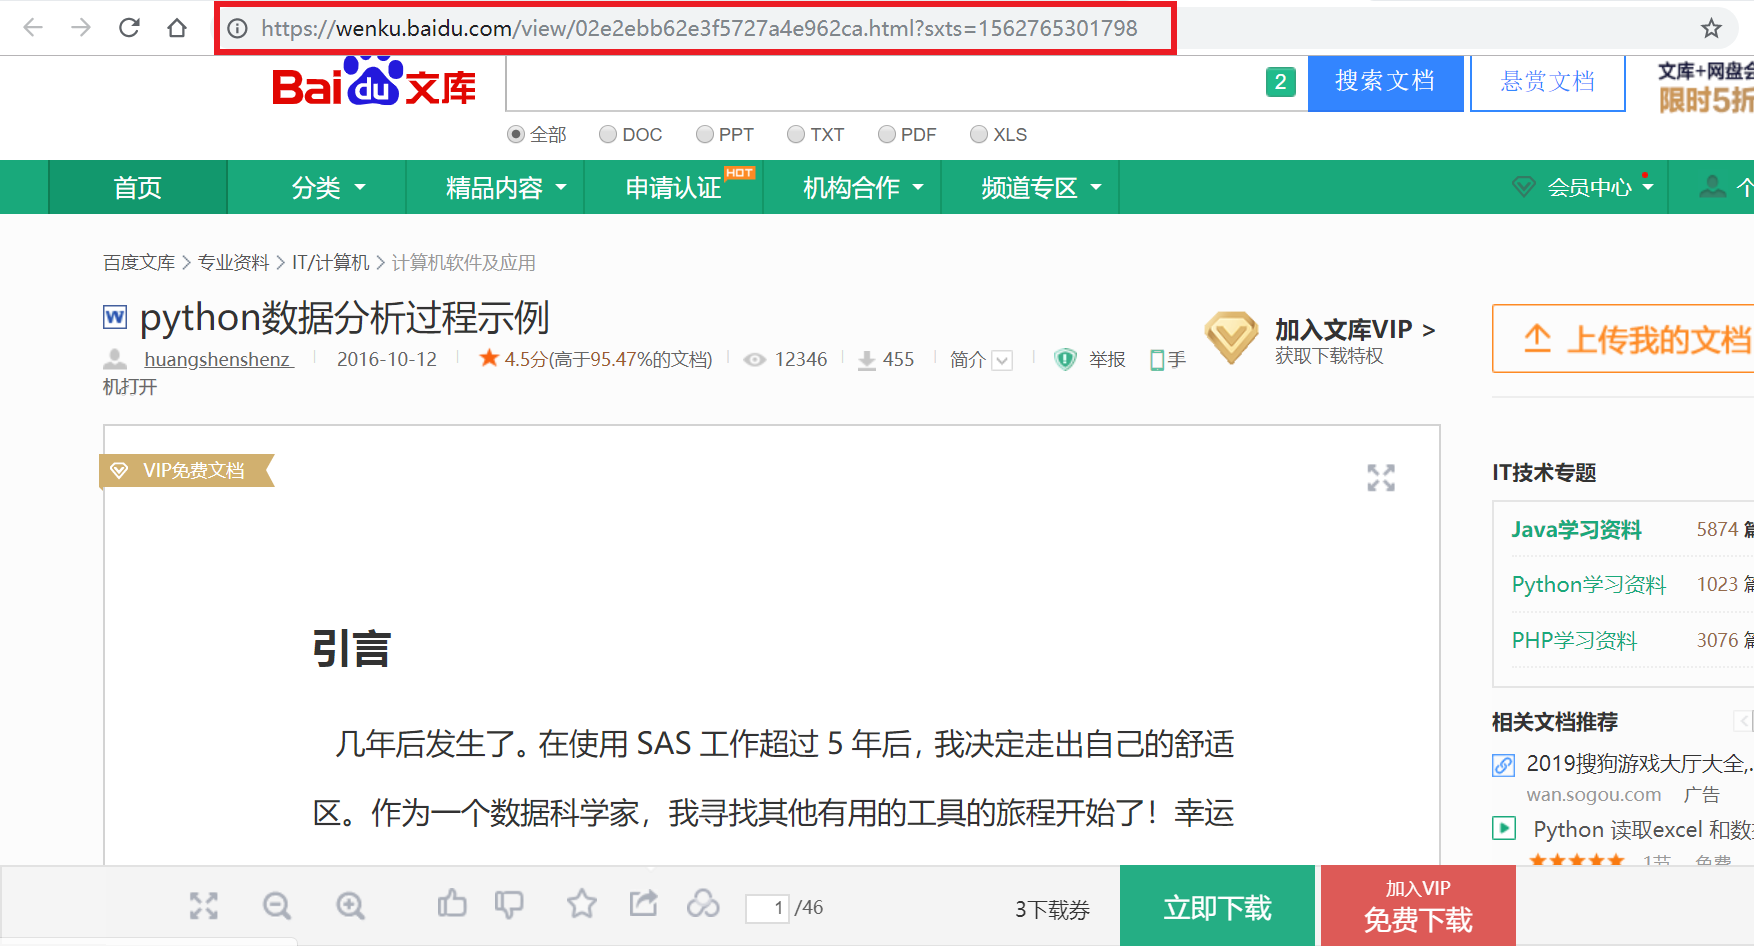 https://wenku.baidu.com/view/02e2ebb62e3f5727a4e962ca.html?sxts=1562765301798
Bai du 文库
2
搜索文档
悬赏文档
文库+网盘会
限时5折
全部 DOC PPT TXT PDF XLS
首页 分类 精品内容 申请认证 HOT 机构合作 频道专区 会员中心 个
百度文库 > 专业资料 > IT/计算机 > 计算机软件及应用
W python数据分析过程示例
huangshenshenz 2016-10-12 4.5分(高于95.47%的文档) 12346 455 简介 举报 手
机打开
加入文库VIP >
获取下载特权
上传我的文档
VIP免费文档
引言
几年后发生了。在使用 SAS 工作超过 5 年后, 我决定走出自己的舒适
区。作为一个数据科学家，我寻找其他有用的工具的旅程开始了！幸运
IT技术专题
Java学习资料 5874 篇
Python学习资料 1023 篇
PHP学习资料 3076 篇
相关文档推荐
2019搜狗游戏大厅大全,..
wan.sogou.com 广告
Python 读取excel 和数据
1节 免费
1 /46
3下载券
立即下载
加入VIP
免费下载